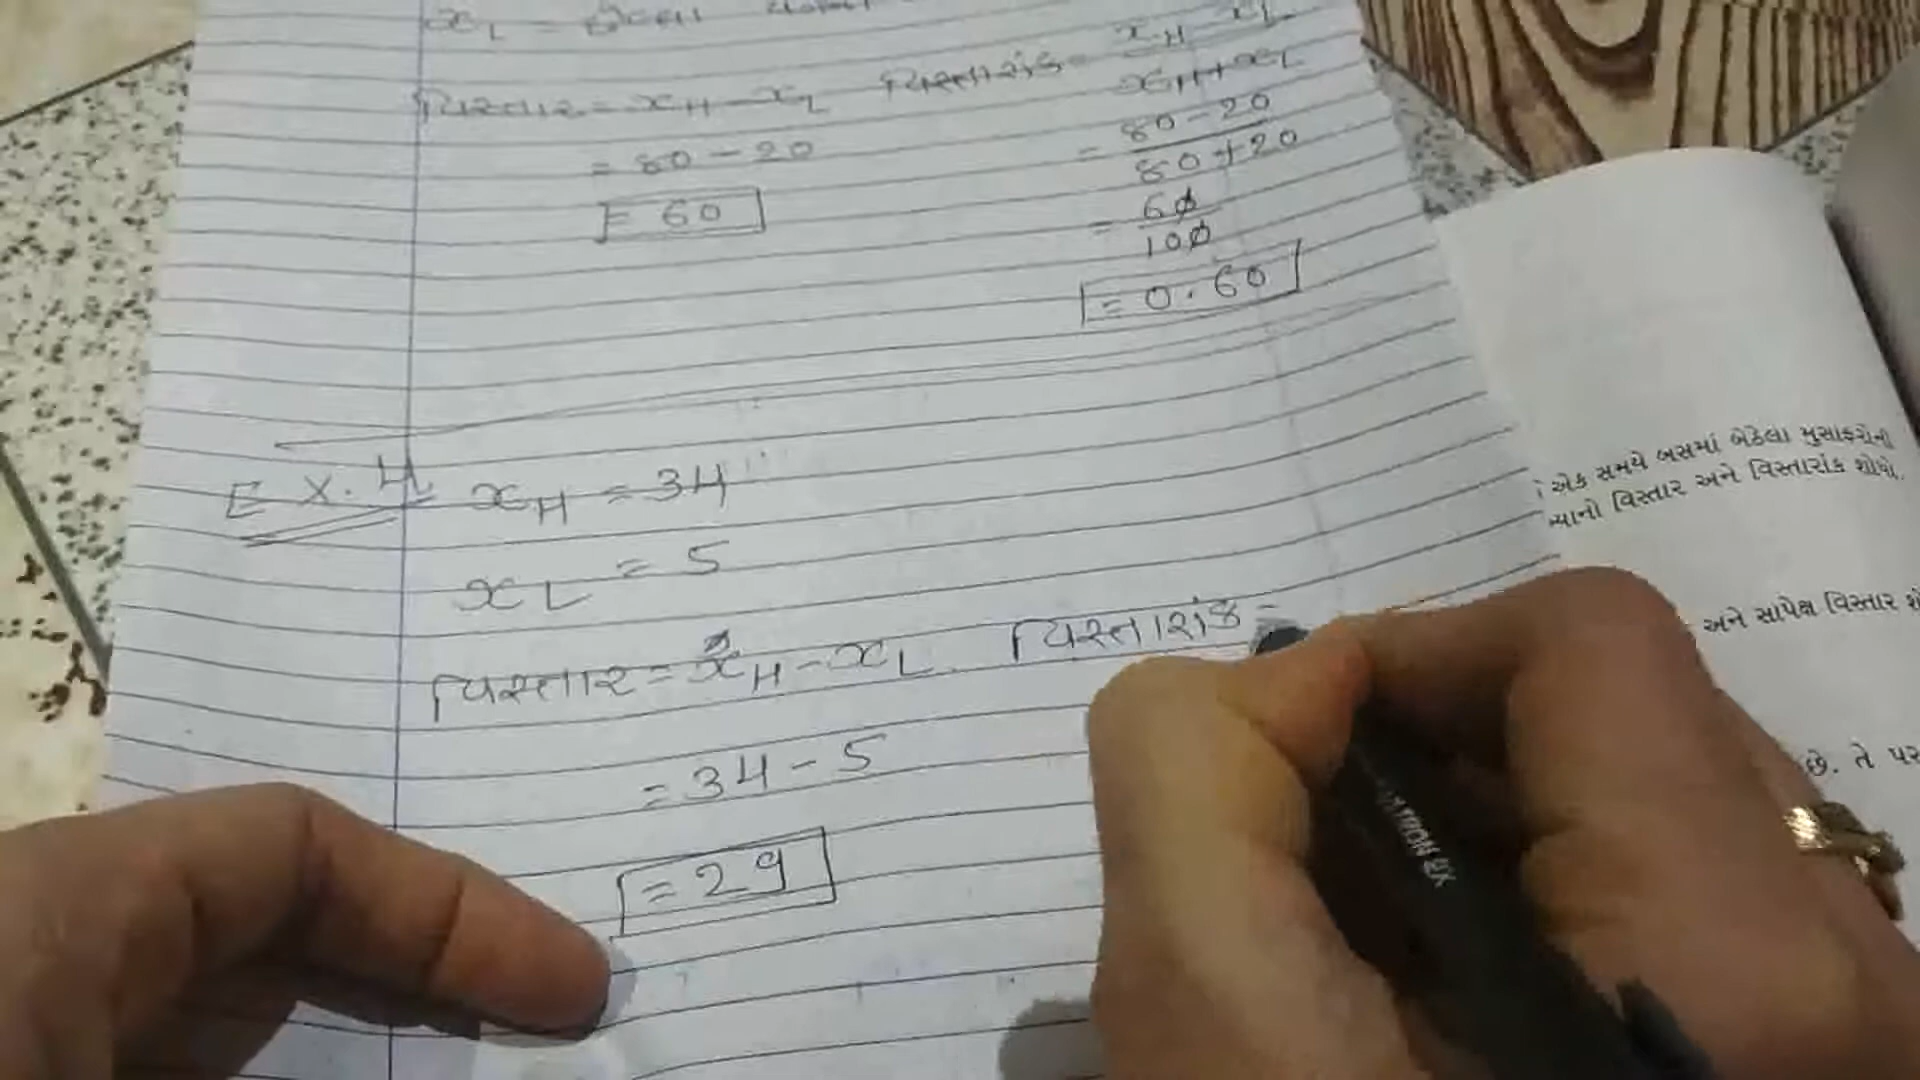 xL =
વિસ્તાર = xH - xL
= 80 - 20
= 60
વિસ્તારાંક = xH - xL
xH + xL
= 80 - 20
80 + 20
= 60
100
= 0.60
Ex. 4 xH = 34
xL = 5
વિસ્તાર = xH - xL
= 34 - 5
= 29
વિસ્તારાંક =
એક સમયે બસમાં બેઠેલા મુસાફરોની
વિસ્તાર અને વિસ્તારાંક શોધો.
અને સાપેક્ષ વિસ્તાર
છે. તે